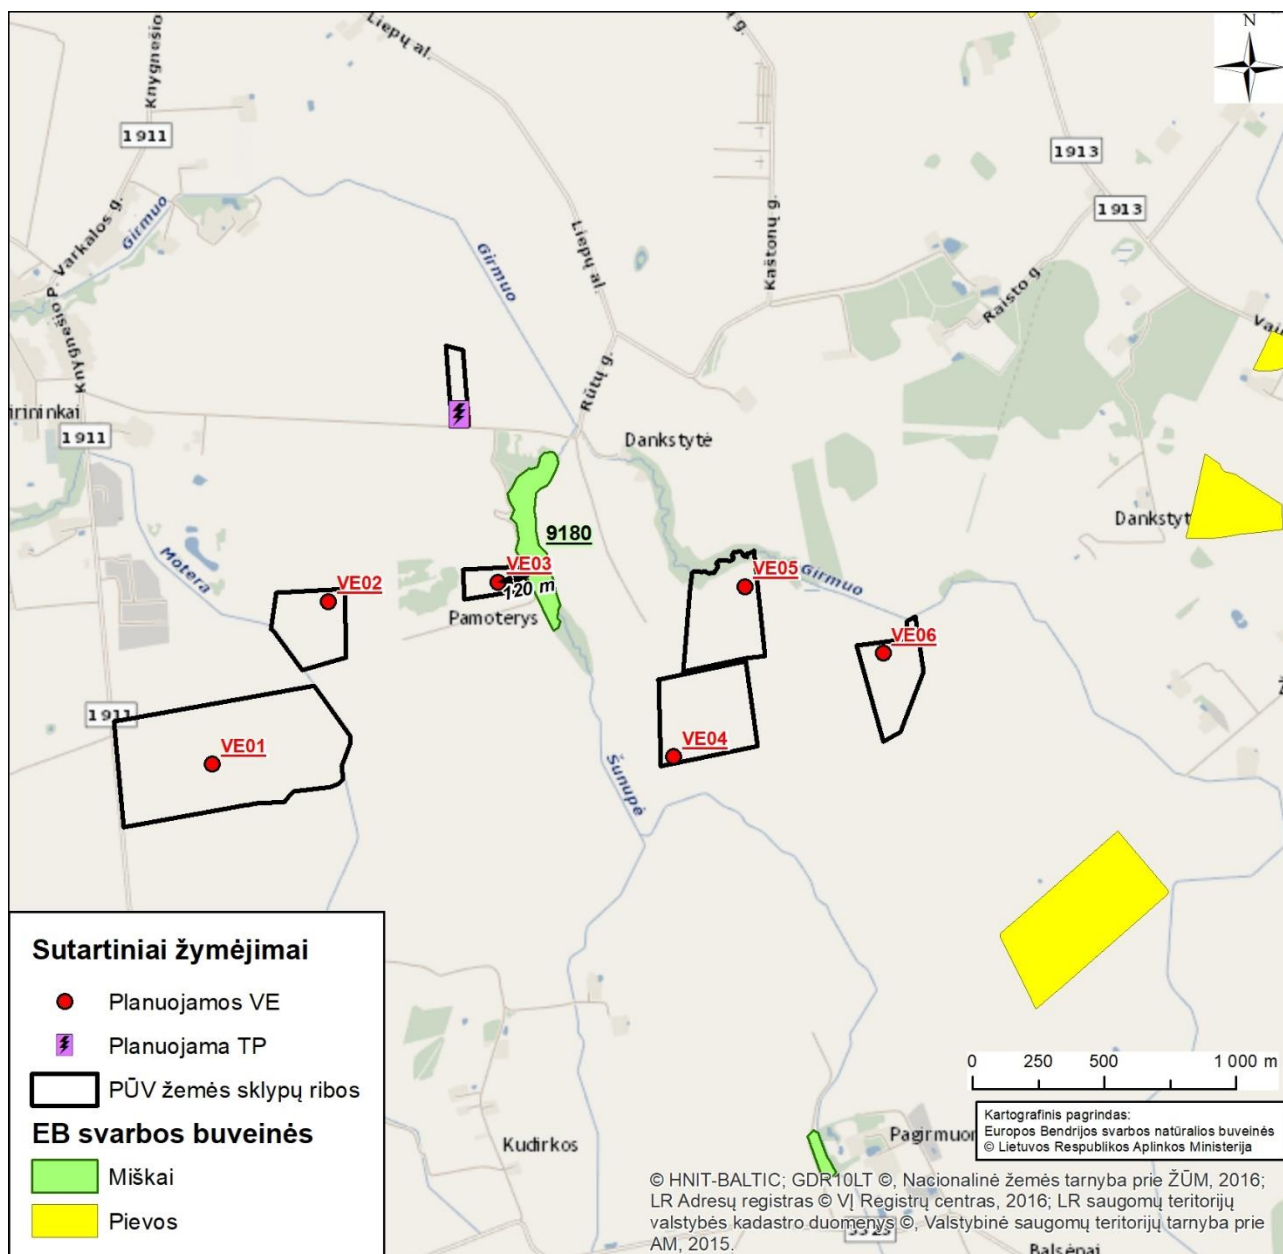 Liepų al.
g.
N
Knygnešio
1911
1913
1913
P. Varkalos g.
Girmuo
Girmuo
Liepų al.
Kaštonų g.
Raisto g.
Knygnešio
Rūtų g.
irininkai
1911
Dankstytė
Dankstyt
Motera
9180
VE03
120 m
Pamoterys
VE02
VE05
Girmuo
VE06
1911
VE01
VE04
Šunupė
Sutartiniai žymėjimai
Planuojamos VE
Planuojama TP
PŪV žemės sklypų ribos
EB svarbos buveinės
Miškai
Pievos
0 250 500 1 000 m
Kartografinis pagrindas:
Europos Bendrijos svarbos natūralios buveinės
© Lietuvos Respublikos Aplinkos Ministerija
Kudirkos
Pagirmuon
© HNIT-BALTIC; GDR10LT ©, Nacionalinė žemės tarnyba prie ŽŪM, 2016;
LR Adresų registras © VĮ Registrų centras, 2016; LR saugomų teritorijų
valstybės kadastro duomenys ©, Valstybinė saugomų teritorijų tarnyba prie
AM, 2015.
Balsėnai